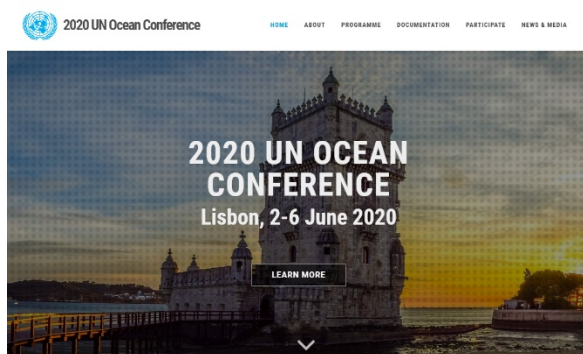 2020 UN Ocean Conference
HOME ABOUT PROGRAMME DOCUMENTATION PARTICIPATE NEWS & MEDIA
2020 UN OCEAN
CONFERENCE
Lisbon, 2-6 June 2020
LEARN MORE